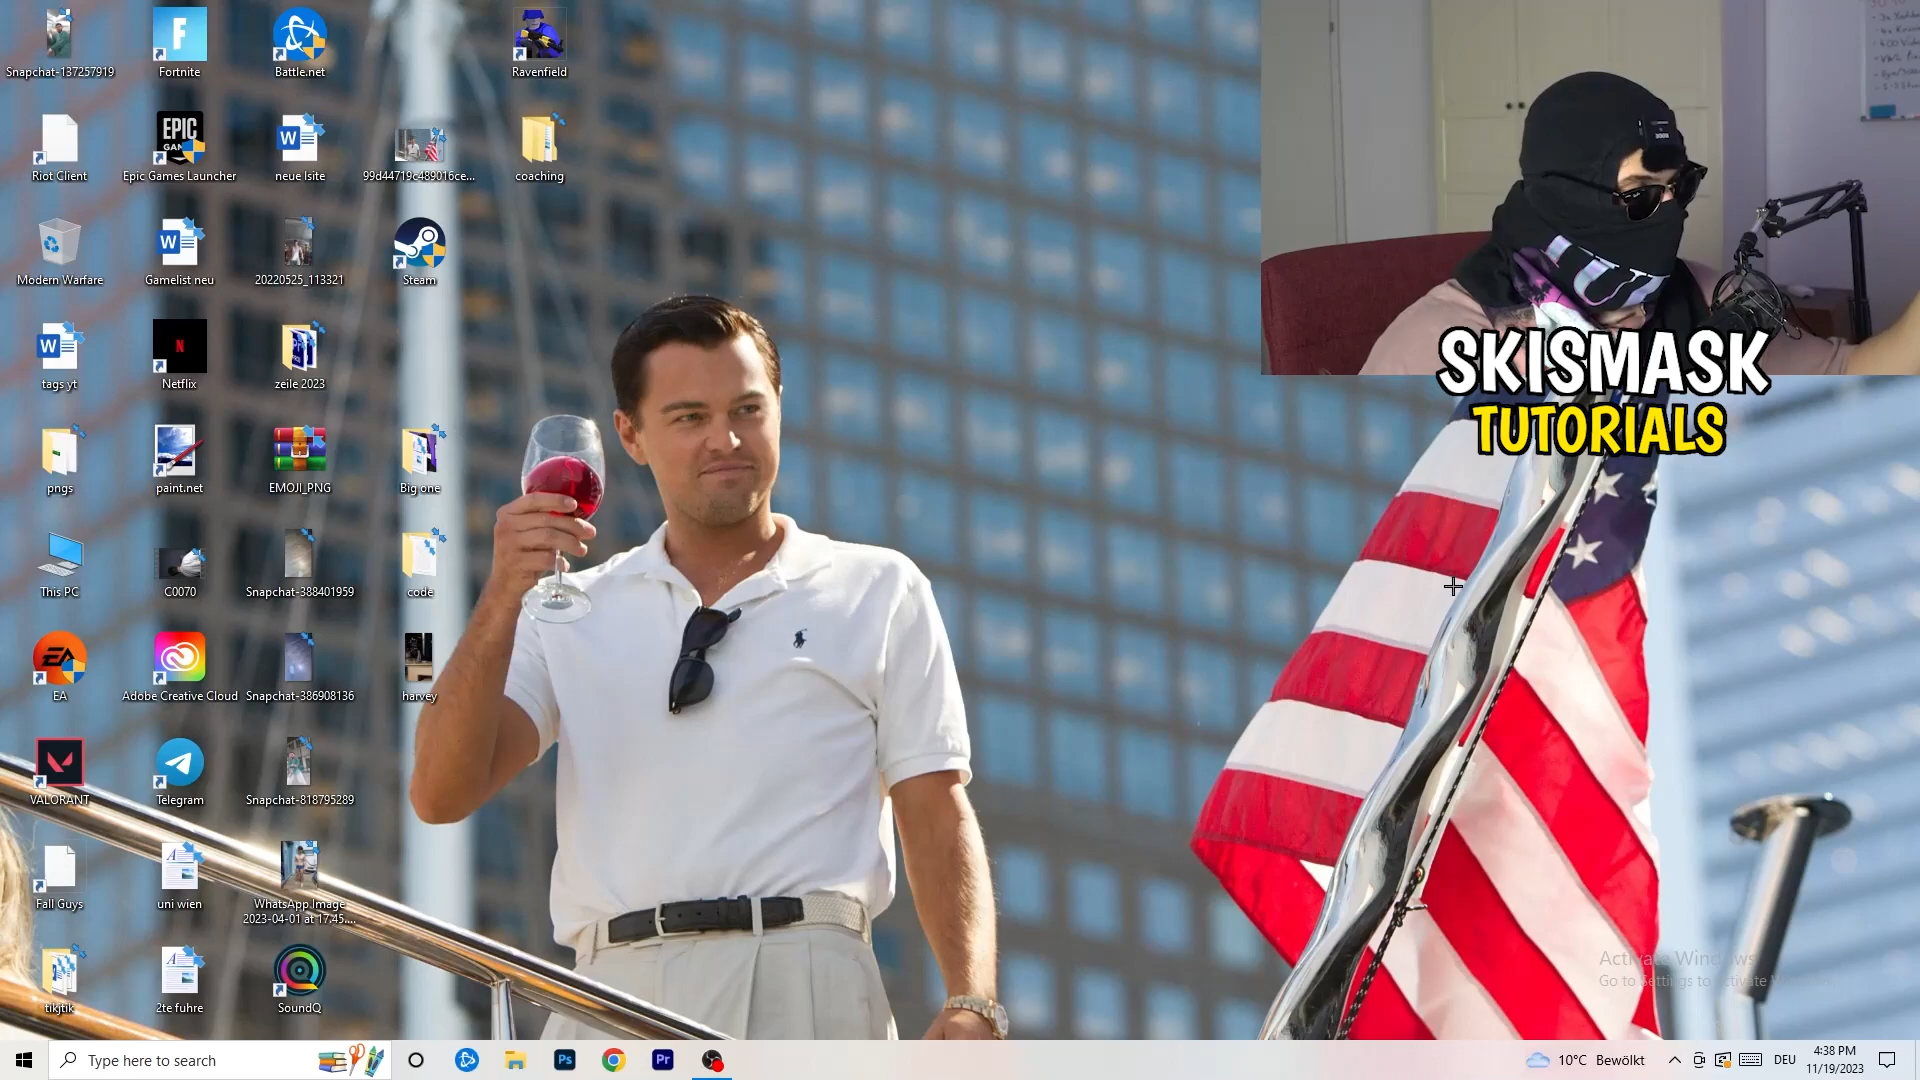 Snapchat-137257919
Fortnite
Battle.net
Ravenfield
EPIC
Riot Client
Epic Games Launcher
neue lsite
99d44719c489016ce...
coaching
Modern Warfare
Gamelist neu
20220525_113321
Steam
tags yt
Netflix
zeile 2023
pngs
paint.net
EMOJI_PNG
Big one
This PC
C0070
Snapchat-388401959
code
EA
Adobe Creative Cloud
Snapchat-386908136
harvey
VALORANT
Telegram
Snapchat-818795289
Fall Guys
uni wien
WhatsApp Image
2023-04-01 at 17.45....
tikjtik
2te fuhre
SoundQ
SKISMASK
TUTORIALS
Activate Windows
Go to Settings to activate
Type here to search
Ps
Pr
10°C Bewölkt
DEU
4:38 PM
11/19/2023